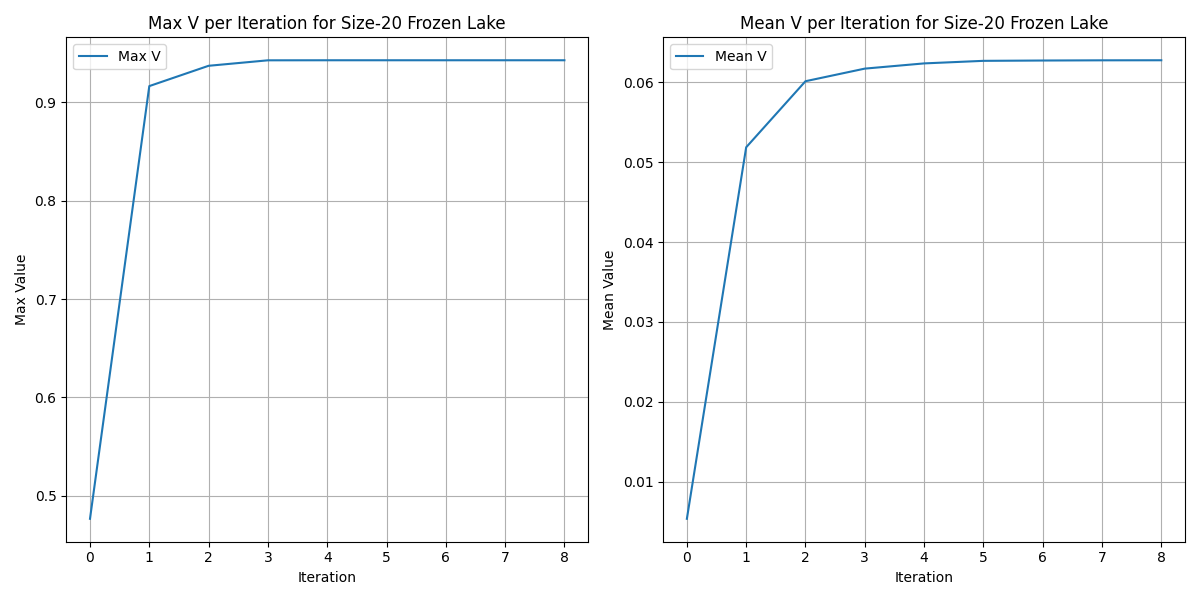 Max V per Iteration for Size-20 Frozen Lake
Max V
0.9
0.8
0.7
0.6
0.5
Max Value
0 1 2 3 4 5 6 7 8
Iteration
Mean V per Iteration for Size-20 Frozen Lake
Mean V
0.06
0.05
0.04
0.03
0.02
0.01
Mean Value
0 1 2 3 4 5 6 7 8
Iteration